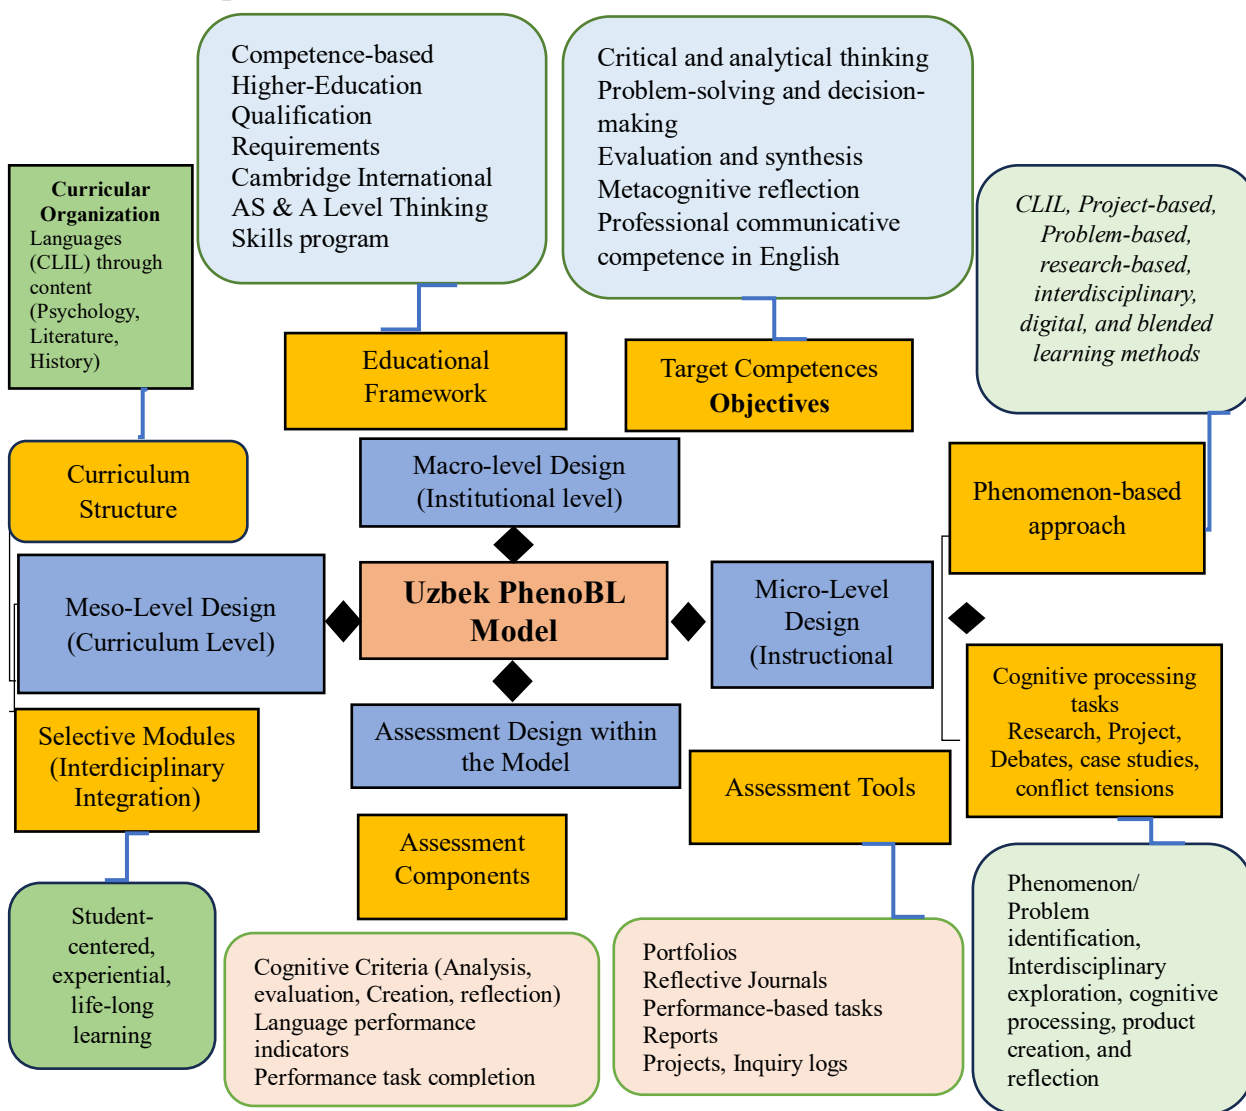 Competence-based
Higher-Education
Qualification
Requirements
Cambridge International
AS & A Level Thinking
Skills program
Critical and analytical thinking
Problem-solving and decision-
making
Evaluation and synthesis
Metacognitive reflection
Professional communicative
competence in English
Curricular
Organization
Languages
(CLIL) through
content
(Psychology,
Literature,
History)
CLIL, Project-based,
Problem-based,
research-based,
interdisciplinary,
digital, and blended
learning methods
Educational
Framework
Target Competences
Objectives
Curriculum
Structure
Macro-level Design
(Institutional level)
Phenomenon-based
approach
Meso-Level Design
(Curriculum Level)
Uzbek PhenoBL
Model
Micro-Level
Design
(Instructional
Selective Modules
(Interdiciplinary
Integration)
Assessment Design within
the Model
Cognitive processing
tasks
Research, Project,
Debates, case studies,
conflict tensions
Assessment Tools
Assessment
Components
Student-
centered,
experiential,
life-long
learning
Cognitive Criteria (Analysis,
evaluation, Creation, reflection)
Language performance
indicators
Performance task completion
Portfolios
Reflective Journals
Performance-based tasks
Reports
Projects, Inquiry logs
Phenomenon/
Problem
identification,
Interdisciplinary
exploration, cognitive
processing, product
creation, and
reflection